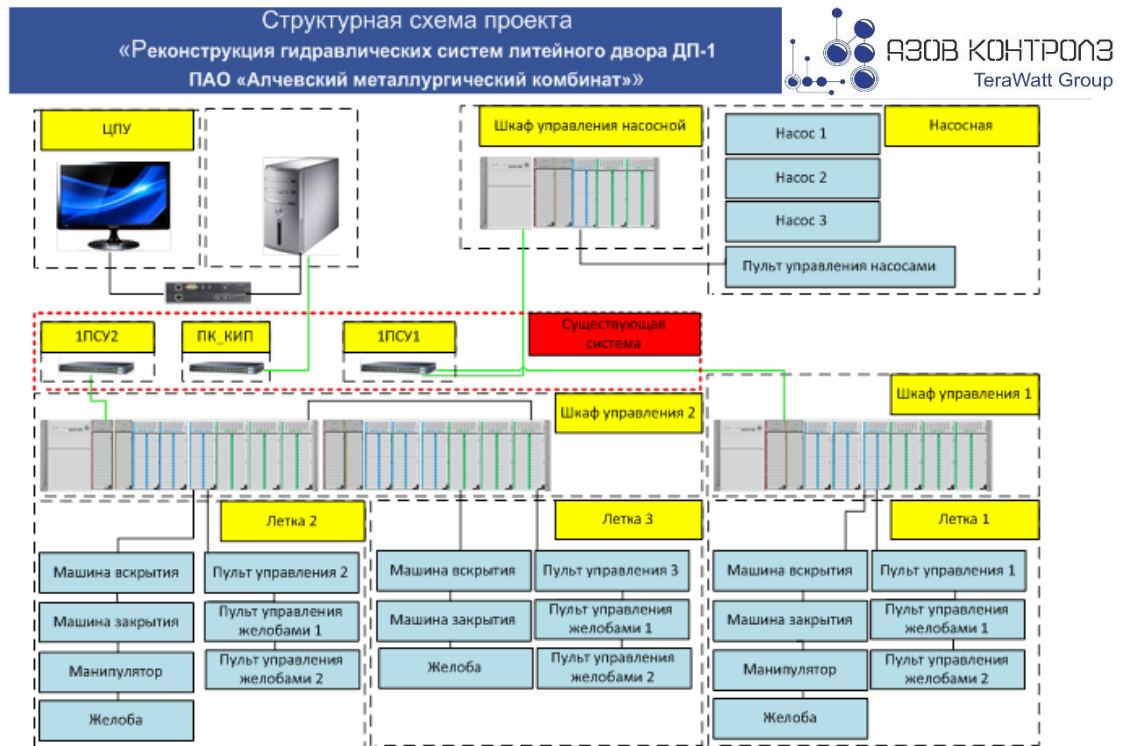 Структурная схема проекта
«Реконструкция гидравлических систем литейного двора ДП-1
ПАО «Алчевский металлургический комбинат»»
АЗОВ КОНТРОЛЗ
TeraWatt Group
ЦПУ
Шкаф управления насосной
Насос 1
Насосная
Насос 2
Насос 3
Пульт управления насосами
1ПСУ2
ПК_КИП
1ПСУ1
Существующая
система
Шкаф управления 2
Шкаф управления 1
Летка 2
Летка 3
Летка 1
Машина вскрытия
Пульт управления 2
Машина закрытия
Пульт управления
желобами 1
Манипулятор
Пульт управления
желобами 2
Желоба
Машина вскрытия
Пульт управления 3
Машина закрытия
Пульт управления
желобами 1
Желоба
Пульт управления
желобами 2
Машина вскрытия
Пульт управления 1
Машина закрытия
Пульт управления
желобами 1
Манипулятор
Пульт управления
желобами 2
Желоба